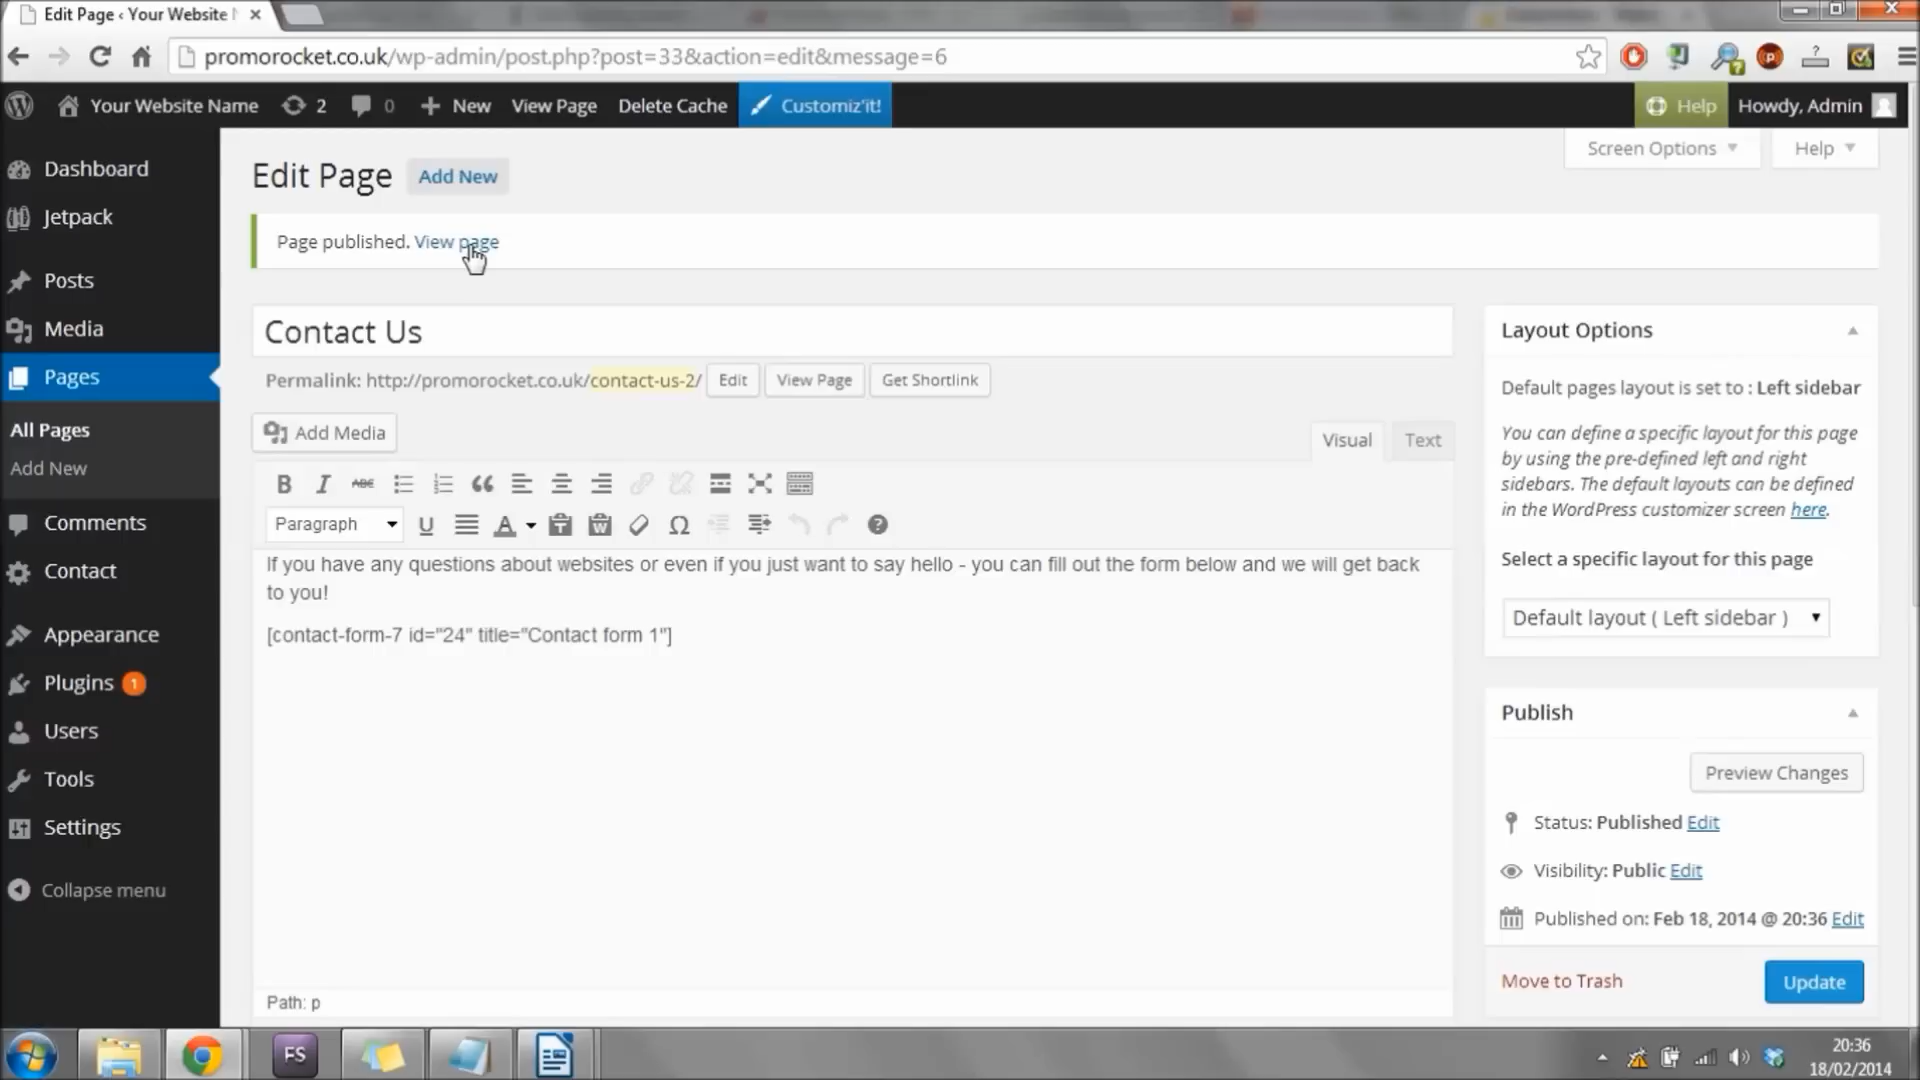 Edit Page ‹ Your Website
promorocket.co.uk/wp-admin/post.php?post=33&action=edit&message=6
Your Website Name 2 0 New View Page Delete Cache Customiz'it! Help Howdy, Admin
Screen Options Help
Dashboard
Jetpack
Posts
Media
Pages
All Pages
Add New
Comments
Contact
Appearance
Plugins 1
Users
Tools
Settings
Collapse menu
Edit Page Add New
Page published. View page
Contact Us
Permalink: http://promorocket.co.uk/contact-us-2/ Edit View Page Get Shortlink
Add Media
Visual Text
B I ABC
Paragraph U A T W Ω ?
If you have any questions about websites or even if you just want to say hello - you can fill out the form below and we will get back
to you!
[contact-form-7 id="24" title="Contact form 1"]
Path: p
Layout Options
Default pages layout is set to : Left sidebar
You can define a specific layout for this page
by using the pre-defined left and right
sidebars. The default layouts can be defined
in the WordPress customizer screen here.
Select a specific layout for this page
Default layout ( Left sidebar )
Publish
Preview Changes
Status: Published Edit
Visibility: Public Edit
Published on: Feb 18, 2014 @ 20:36 Edit
Move to Trash Update
FS
20:36
18/02/2014